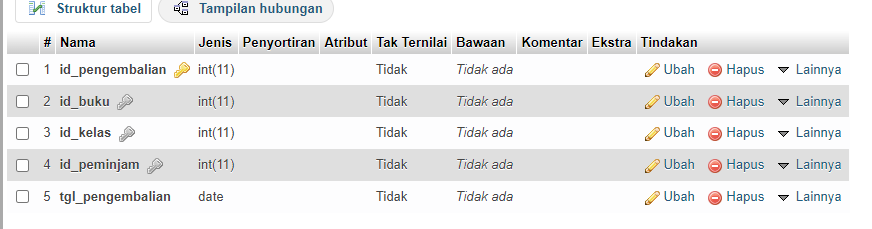 Struktur tabel Tampilan hubungan
# Nama Jenis Penyortiran Atribut Tak Ternilai Bawaan Komentar Ekstra Tindakan
1 id_pengembalian int(11) Tidak Tidak ada Ubah Hapus Lainnya
2 id_buku int(11) Tidak Tidak ada Ubah Hapus Lainnya
3 id_kelas int(11) Tidak Tidak ada Ubah Hapus Lainnya
4 id_peminjam int(11) Tidak Tidak ada Ubah Hapus Lainnya
5 tgl_pengembalian date Tidak Tidak ada Ubah Hapus Lainnya